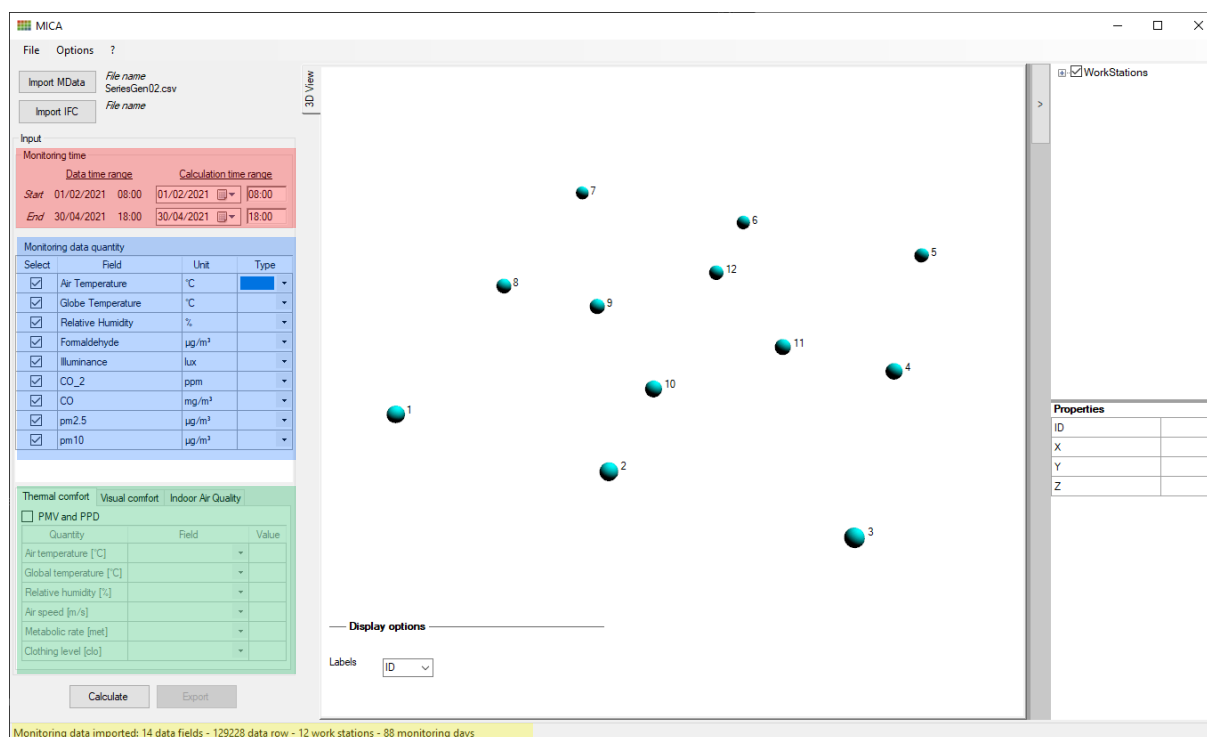 MICA
File Options ?
Import MData File name
SeriesGen02.csv
Import IFC File name
Input
Monitoring time
Data time range Calculation time range
Start 01/02/2021 08:00 01/02/2021 08:00
End 30/04/2021 18:00 30/04/2021 18:00
Monitoring data quantity
Select Field Unit Type
Air Temperature °C
Globe Temperature °C
Relative Humidity %
Formaldehyde µg/m³
Illuminance lux
CO_2 ppm
CO mg/m³
pm2.5 µg/m³
pm10 µg/m³
Thermal comfort Visual comfort Indoor Air Quality
PMV and PPD
Quantity Field Value
Air temperature [°C]
Global temperature [°C]
Relative humidity [%]
Air speed [m/s]
Metabolic rate [met]
Clothing level [clo]
Calculate Export
3D View
7
6
5
12
8
9
11
4
10
1
2
3
Display options
Labels ID
>
WorkStations
Properties
ID
X
Y
Z
Monitoring data imported: 14 data fields - 129228 data row - 12 work stations - 88 monitoring days